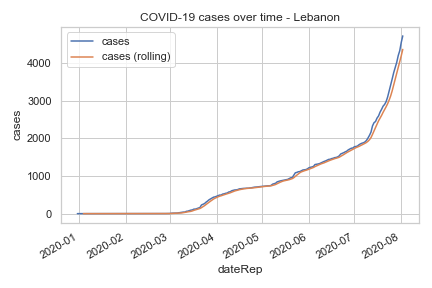 COVID-19 cases over time - Lebanon
cases
cases (rolling)
cases
4000
3000
2000
1000
0
2020-01
2020-02
2020-03
2020-04
2020-05
2020-06
2020-07
2020-08
dateRep